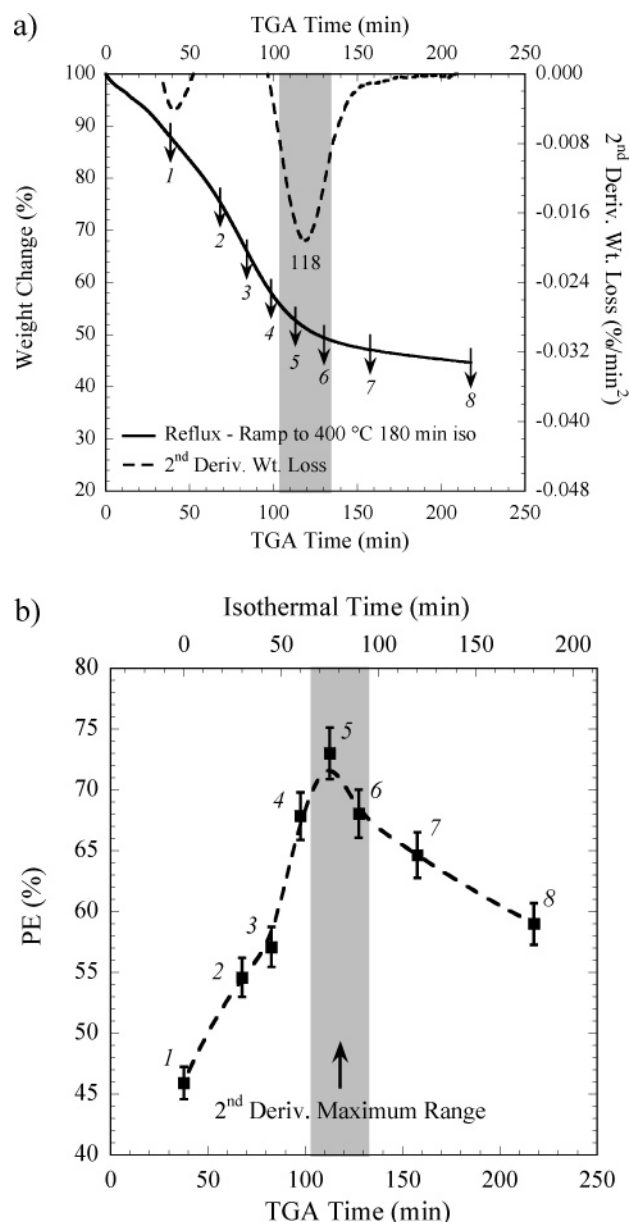 a)
TGA Time (min)
0 50 100 150 200 250
100 90 80 70 60 50 40 30 20
Weight Change (%)
0.000 -0.008 -0.016 -0.024 -0.032 -0.040 -0.048
2nd Deriv. Wt. Loss (%/min2)
1
2
118
3
4
5
6
7
8
Reflux - Ramp to 400 °C 180 min iso
2nd Deriv. Wt. Loss
0 50 100 150 200 250
TGA Time (min)
b)
Isothermal Time (min)
0 50 100 150 200
80 75 70 65 60 55 50 45 40
PE (%)
5
4
6
7
3
8
2
1
2nd Deriv. Maximum Range
0 50 100 150 200 250
TGA Time (min)